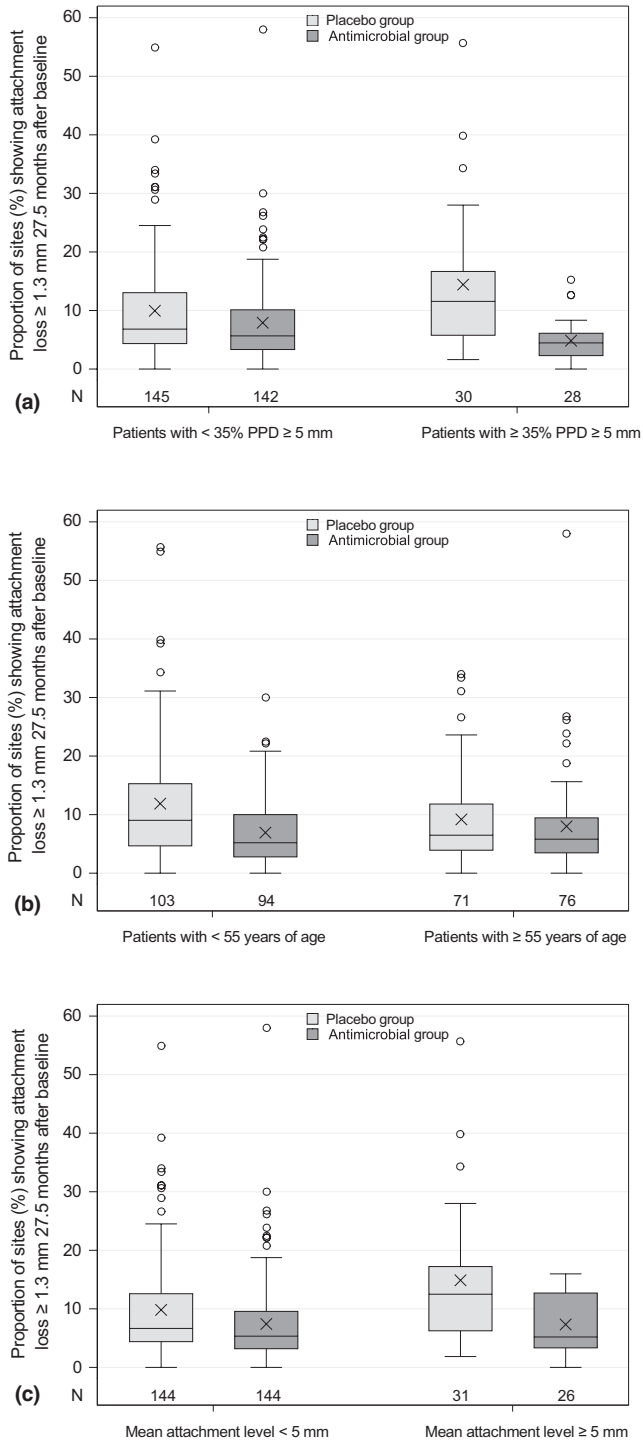 60
50
40
30
20
10
0
Proportion of sites (%) showing attachment
loss ≥ 1.3 mm 27.5 months after baseline
Placebo group
Antimicrobial group
N 145 142 30 28
(a)
Patients with < 35% PPD ≥ 5 mm Patients with ≥ 35% PPD ≥ 5 mm
60
50
40
30
20
10
0
Proportion of sites (%) showing attachment
loss ≥ 1.3 mm 27.5 months after baseline
Placebo group
Antimicrobial group
N 103 94 71 76
(b)
Patients with < 55 years of age Patients with ≥ 55 years of age
60
50
40
30
20
10
0
Proportion of sites (%) showing attachment
loss ≥ 1.3 mm 27.5 months after baseline
Placebo group
Antimicrobial group
N 144 144 31 26
(c)
Mean attachment level < 5 mm Mean attachment level ≥ 5 mm